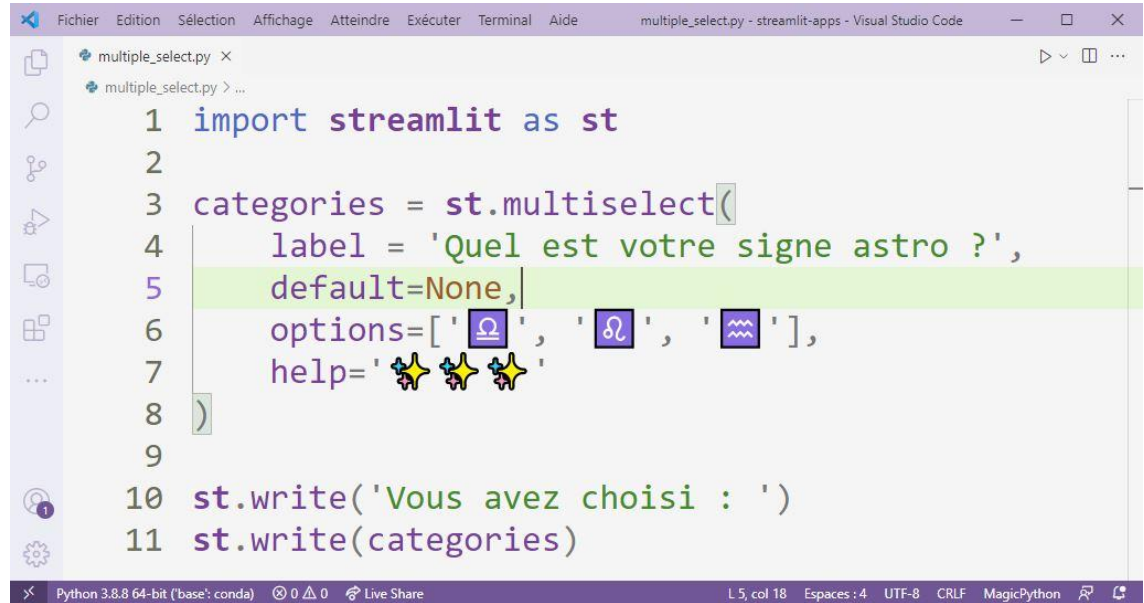 Fichier Edition Sélection Affichage Atteindre Exécuter Terminal Aide multiple_select.py - streamlit-apps - Visual Studio Code
multiple_select.py
multiple_select.py > ...
1 import streamlit as st
2
3 categories = st.multiselect(
4     label = 'Quel est votre signe astro ?',
5     default=None,
6     options=['♎', '♌', '♒'],
7     help='✨✨✨'
8 )
9
10 st.write('Vous avez choisi : ')
11 st.write(categories)
1
Python 3.8.8 64-bit ('base': conda) 0 0 Live Share L 5, col 18 Espaces : 4 UTF-8 CRLF MagicPython